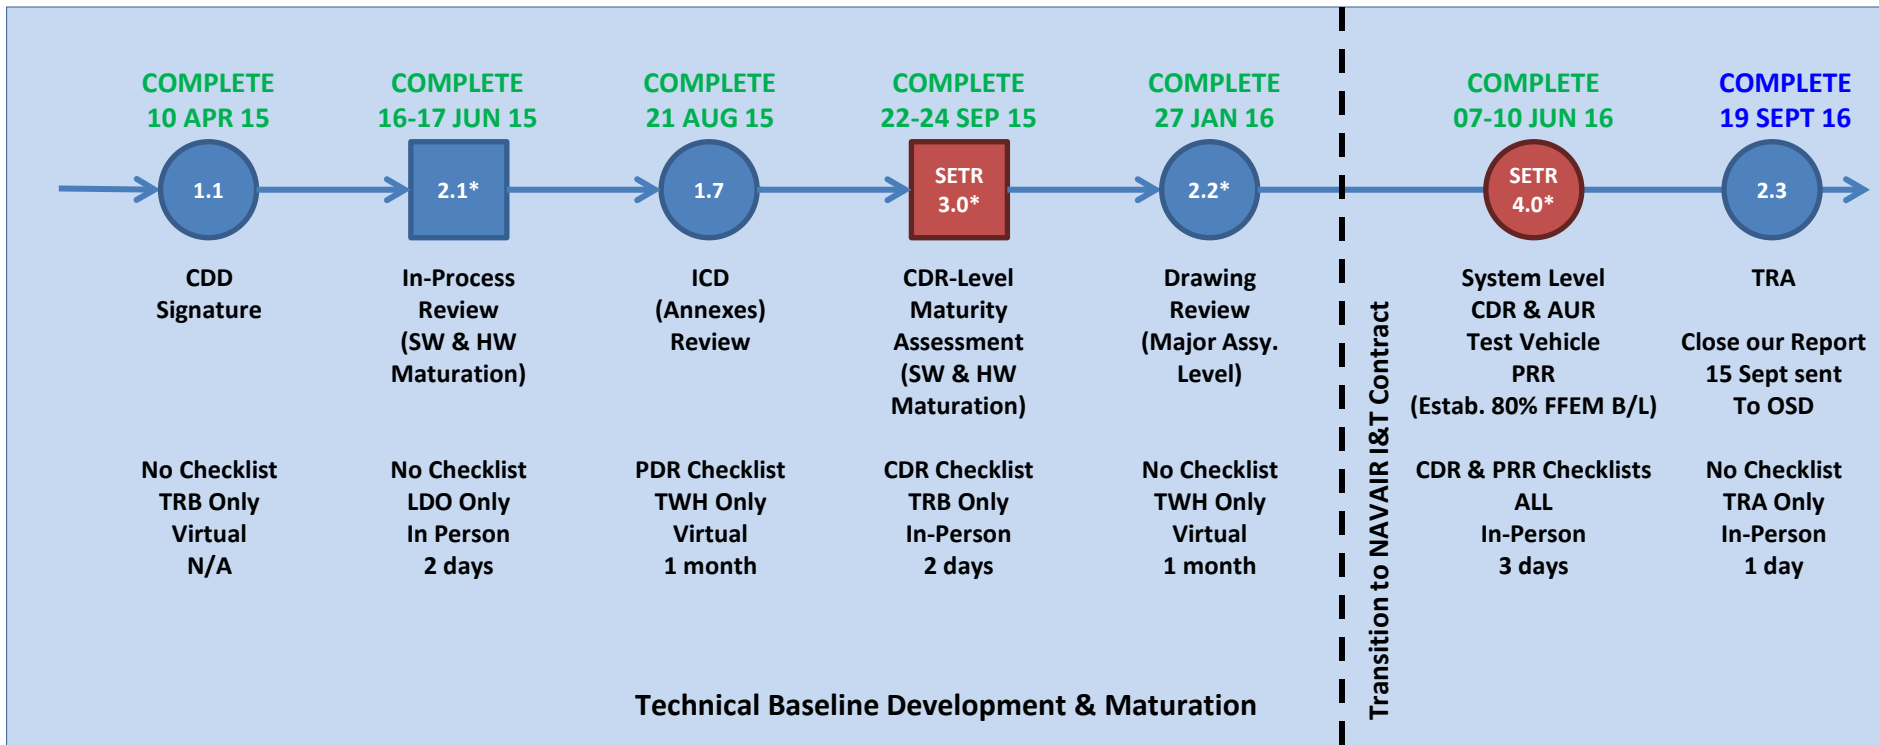 COMPLETE
10 APR 15
1.1
CDD
Signature
No Checklist
TRB Only
Virtual
N/A
COMPLETE
16-17 JUN 15
2.1*
In-Process
Review
(SW & HW
Maturation)
No Checklist
LDO Only
In Person
2 days
COMPLETE
21 AUG 15
1.7
ICD
(Annexes)
Review
PDR Checklist
TWH Only
Virtual
1 month
COMPLETE
22-24 SEP 15
SETR
3.0*
CDR-Level
Maturity
Assessment
(SW & HW
Maturation)
CDR Checklist
TRB Only
In-Person
2 days
COMPLETE
27 JAN 16
2.2*
Drawing
Review
(Major Assy.
Level)
No Checklist
TWH Only
Virtual
1 month
Technical Baseline Development & Maturation
Transition to NAVAIR I&T Contract
COMPLETE
07-10 JUN 16
SETR
4.0*
System Level
CDR & AUR
Test Vehicle
PRR
(Estab. 80% FFEM B/L)
CDR & PRR Checklists
ALL
In-Person
3 days
COMPLETE
19 SEPT 16
2.3
TRA
Close our Report
15 Sept sent
To OSD
No Checklist
TRA Only
In-Person
1 day